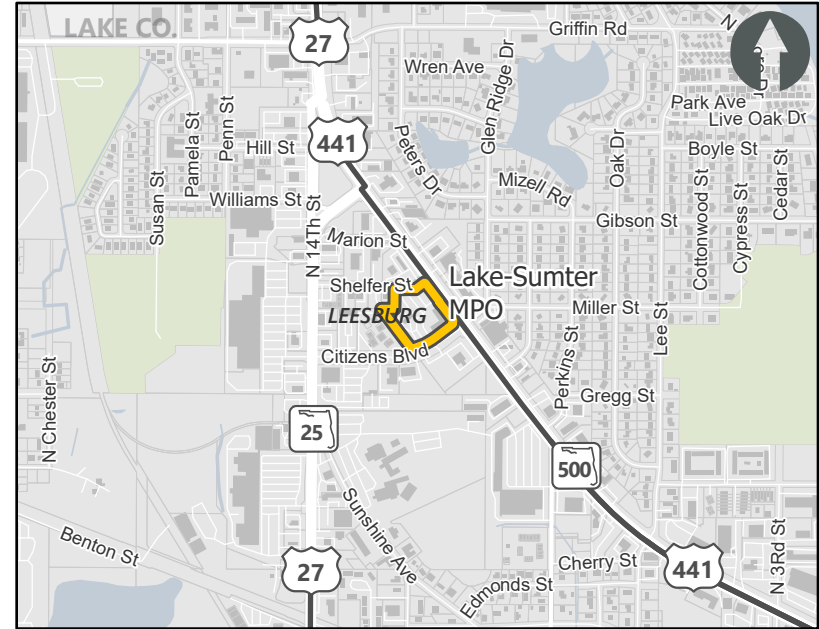 LAKE CO.
27
Griffin Rd
N
Wren Ave
Glen Ridge Dr
Park Ave
Live Oak Dr
441
Peters Dr
Penn St
Pamela St
Hill St
Oak Dr
Boyle St
Susan St
Mizell Rd
Cedar St
Williams St
N 14Th St
Cottonwood St
Cypress St
Gibson St
Marion St
Shelfer St
Lake-Sumter
MPO
LEESBURG
Miller St
Lee St
Citizens Blvd
Perkins St
Gregg St
N Chester St
25
500
Sunshine Ave
Benton St
27
Edmonds St
Cherry St
441
N 3Rd St